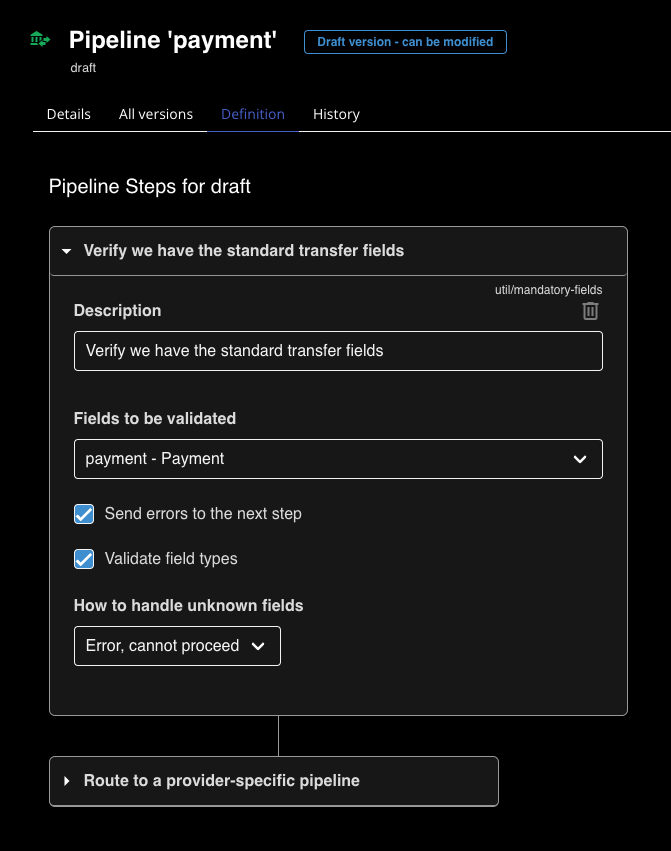 Pipeline 'payment'
Draft version - can be modified
draft
Details
All versions
Definition
History
Pipeline Steps for draft
Verify we have the standard transfer fields
util/mandatory-fields
Description
Verify we have the standard transfer fields
Fields to be validated
payment - Payment
Send errors to the next step
Validate field types
How to handle unknown fields
Error, cannot proceed
Route to a provider-specific pipeline